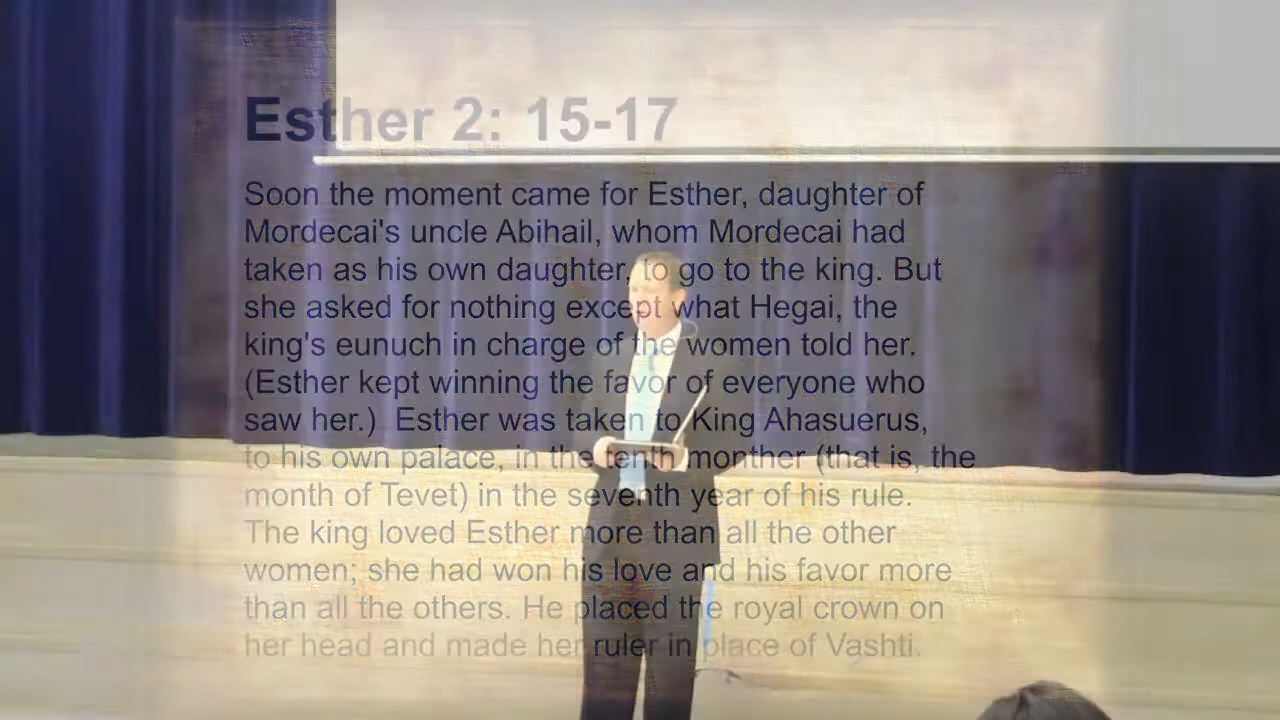 Esther 2: 15-17
Soon the moment came for Esther, daughter of
Mordecai's uncle Abihail, whom Mordecai had
taken as his own daughter, to go to the king. But
she asked for nothing except what Hegai, the
king's eunuch in charge of the women told her.
(Esther kept winning the favor of everyone who
saw her.)  Esther was taken to King Ahasuerus,
to his own palace, in the tenth monther (that is, the
month of Tevet) in the seventh year of his rule.
The king loved Esther more than all the other
women; she had won his love and his favor more
than all the others. He placed the royal crown on
her head and made her ruler in place of Vashti.